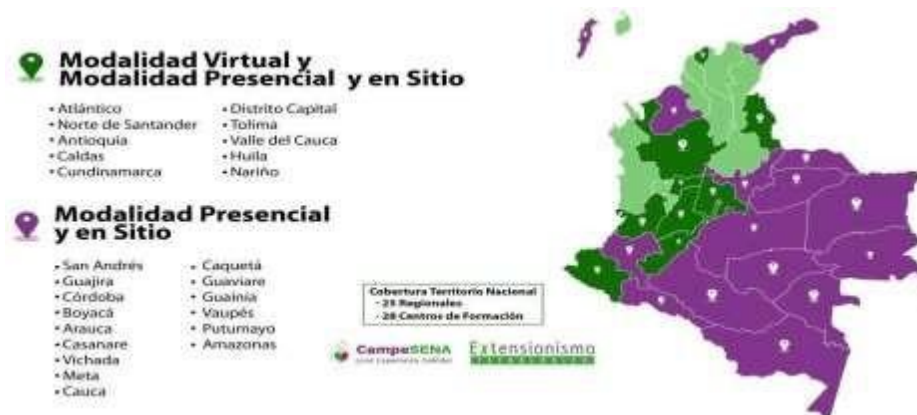 Modalidad Virtual y
Modalidad Presencial y en Sitio
• Atlántico
• Norte de Santander
• Antioquia
• Caldas
• Cundinamarca
• Distrito Capital
• Tolima
• Valle del Cauca
• Huila
• Nariño
Modalidad Presencial
y en Sitio
• San Andrés
• Guajira
• Córdoba
• Boyacá
• Arauca
• Casanare
• Vichada
• Meta
• Cauca
• Caquetá
• Guaviare
• Guainía
• Vaupés
• Putumayo
• Amazonas
Cobertura Territorio Nacional
- 25 Regionales
- 28 Centros de Formación
CampeSENA
Extensionismo